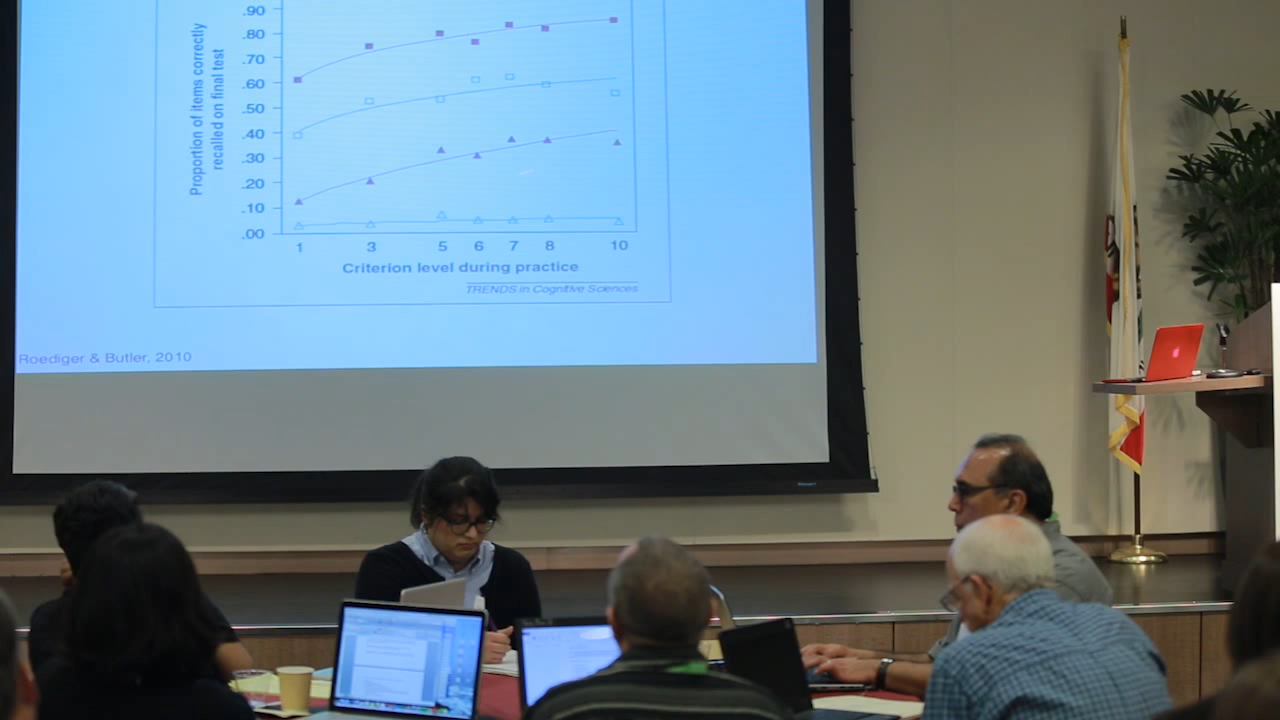 .90
.80
.70
.60
.50
.40
.30
.20
.10
.00
Proportion of items correctly
recalled on final test
1 3 5 6 7 8 10
Criterion level during practice
TRENDS in Cognitive Sciences
Roediger & Butler, 2010